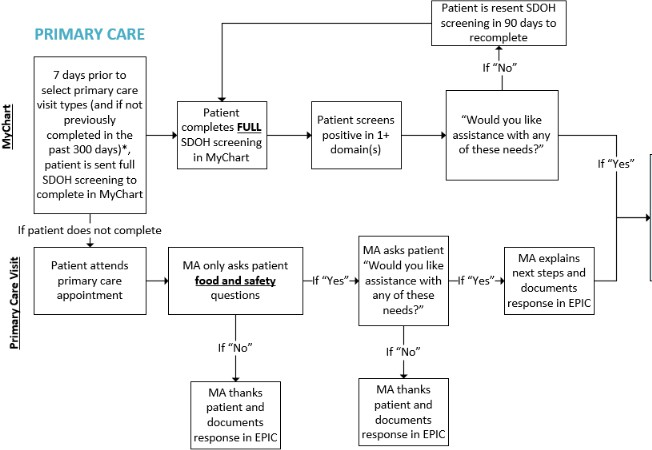 PRIMARY CARE
Patient is resent SDOH
screening in 90 days to
recomplete
If "No"
MyChart
7 days prior to
select primary care
visit types (and if not
previously
completed in the
past 300 days)*,
patient is sent full
SDOH screening to
complete in MyChart
Patient
completes FULL
SDOH screening
in MyChart
Patient screens
positive in 1+
domain(s)
“Would you like
assistance with any
of these needs?”
If “Yes”
If patient does not complete
Primary Care Visit
Patient attends
primary care
appointment
MA only asks patient
food and safety
questions
If “Yes”
MA asks patient
“Would you like
assistance with
any of these
needs?”
If “Yes”
MA explains
next steps and
documents
response in EPIC
If “No”
If “No”
MA thanks
patient and
documents
response in EPIC
MA thanks
patient and
documents
response in EPIC